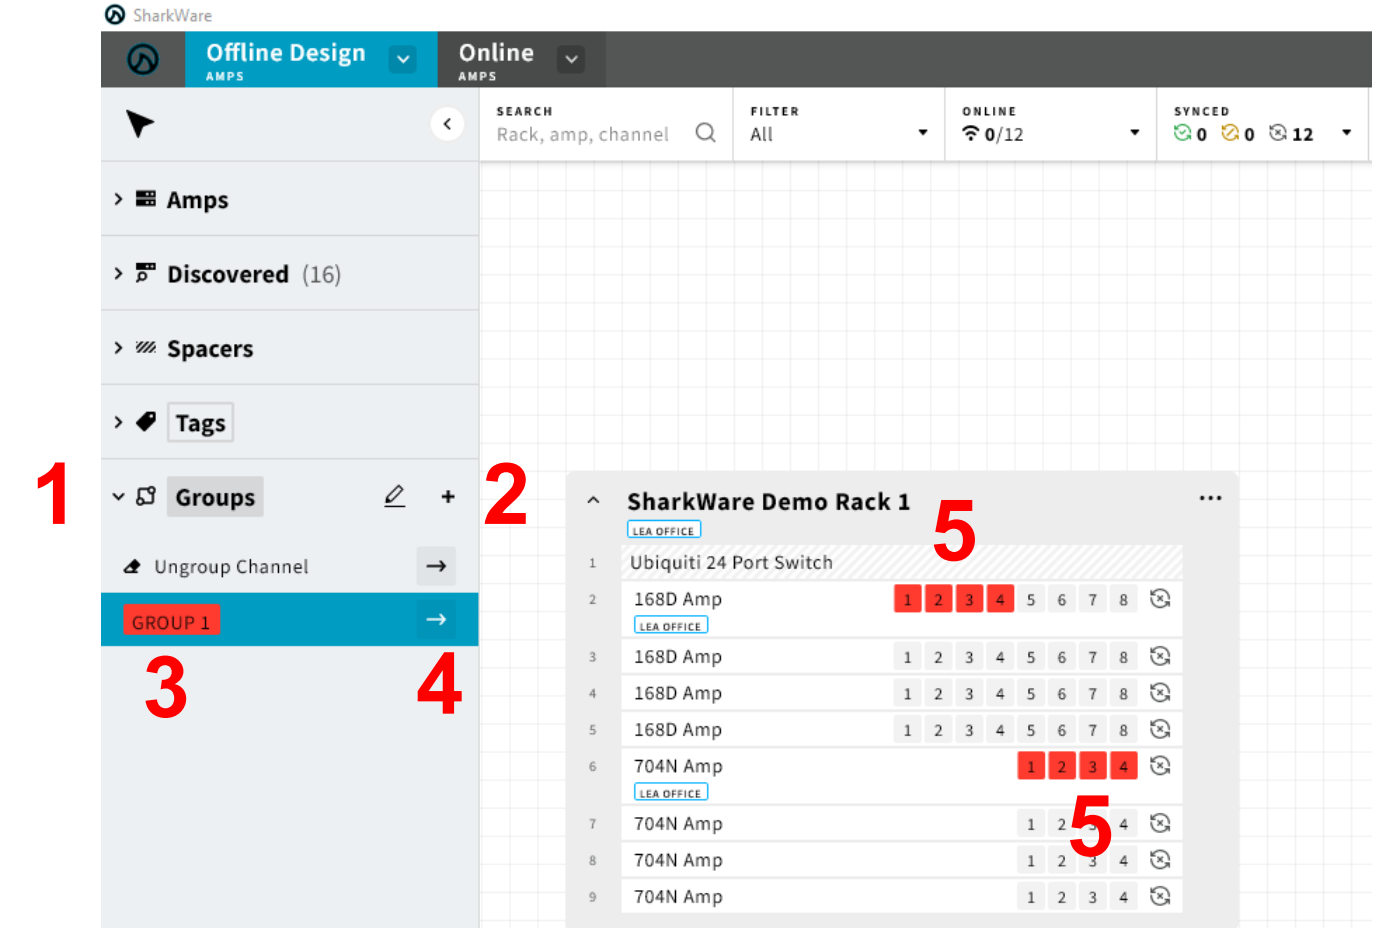 SharkWare
Offline Design
AMPS
Online
AMPS
SEARCH
Rack, amp, channel
FILTER
All
ONLINE
0/12
SYNCED
0 0 12
Amps
Discovered (16)
Spacers
Tags
1
Groups
+
2
Ungroup Channel
GROUP 1
3
4
SharkWare Demo Rack 1
5
LEA OFFICE
1 Ubiquiti 24 Port Switch
2 168D Amp 1 2 3 4 5 6 7 8
LEA OFFICE
3 168D Amp 1 2 3 4 5 6 7 8
4 168D Amp 1 2 3 4 5 6 7 8
5 168D Amp 1 2 3 4 5 6 7 8
6 704N Amp 1 2 3 4
LEA OFFICE
5
7 704N Amp 1 2 3 4
8 704N Amp 1 2 3 4
9 704N Amp 1 2 3 4